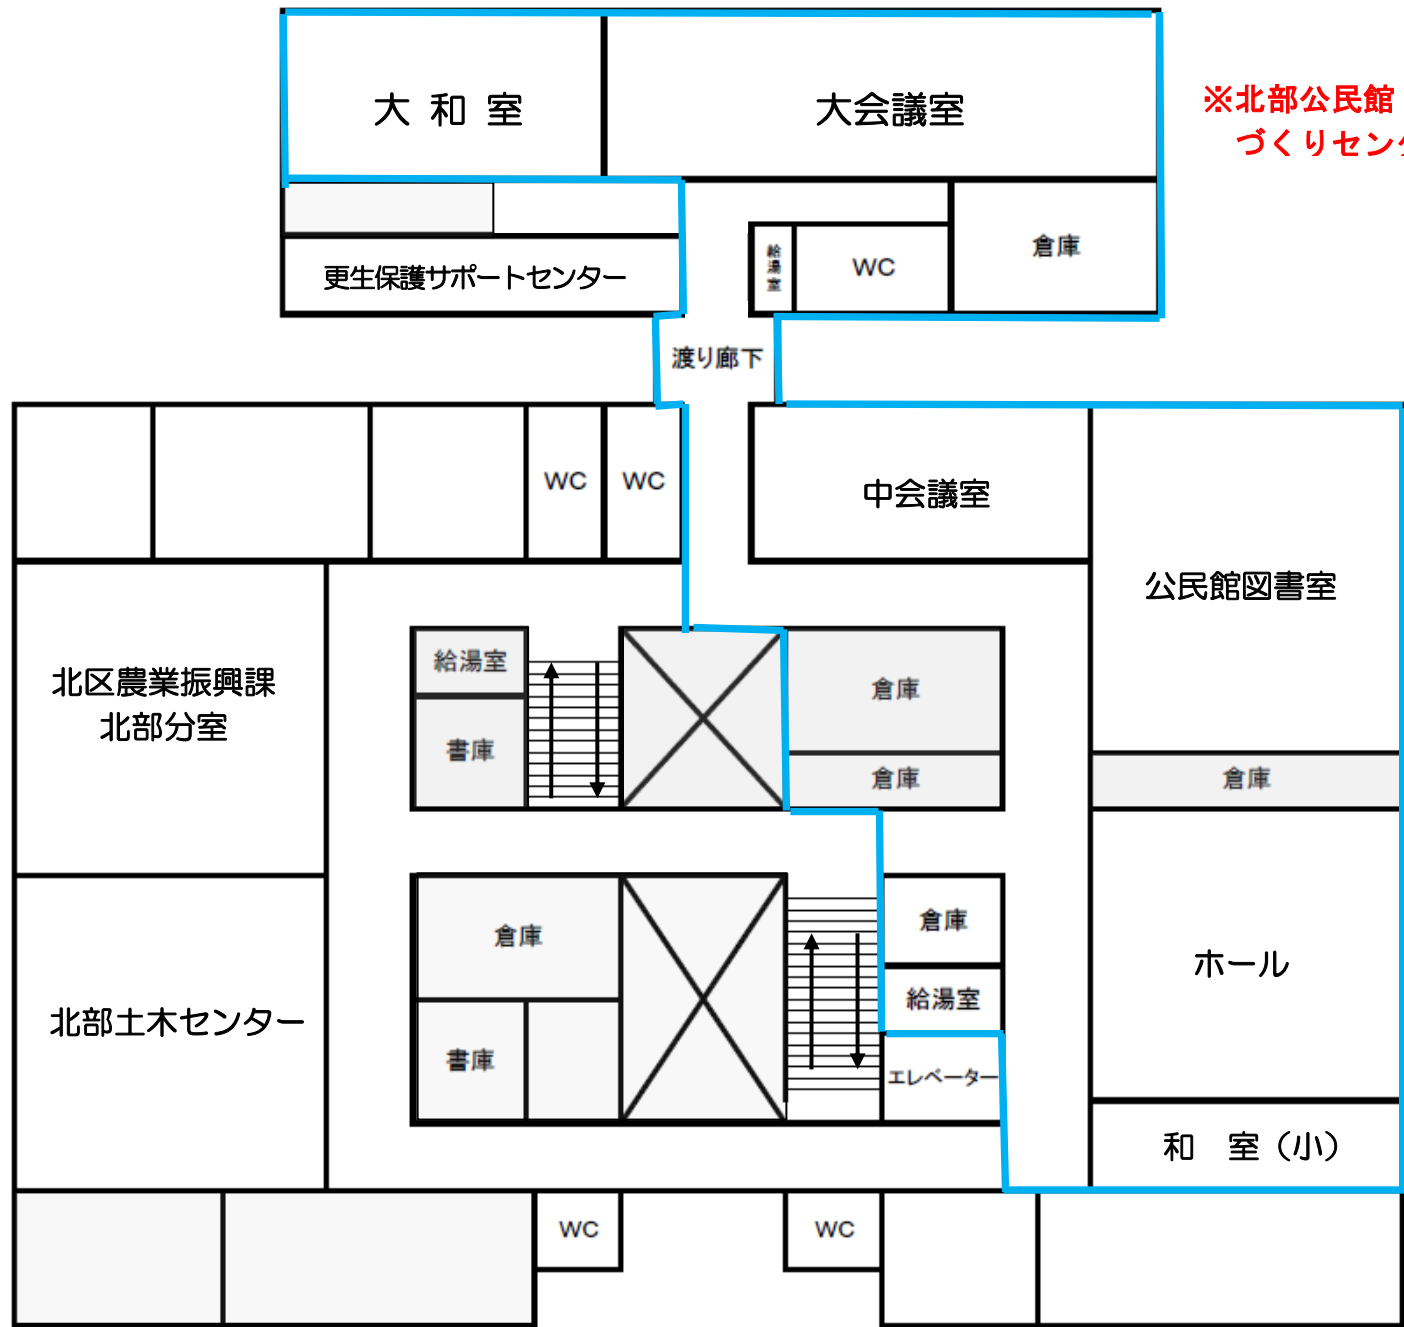 大 和 室
大会議室
※北部公民館
づくりセンタ
更生保護サポートセンター
給湯室
WC
倉庫
渡り廊下
WC
WC
中会議室
公民館図書室
北区農業振興課
北部分室
給湯室
書庫
倉庫
倉庫
倉庫
倉庫
倉庫
給湯室
ホール
北部土木センター
書庫
エレベーター
和 室（小）
WC
WC